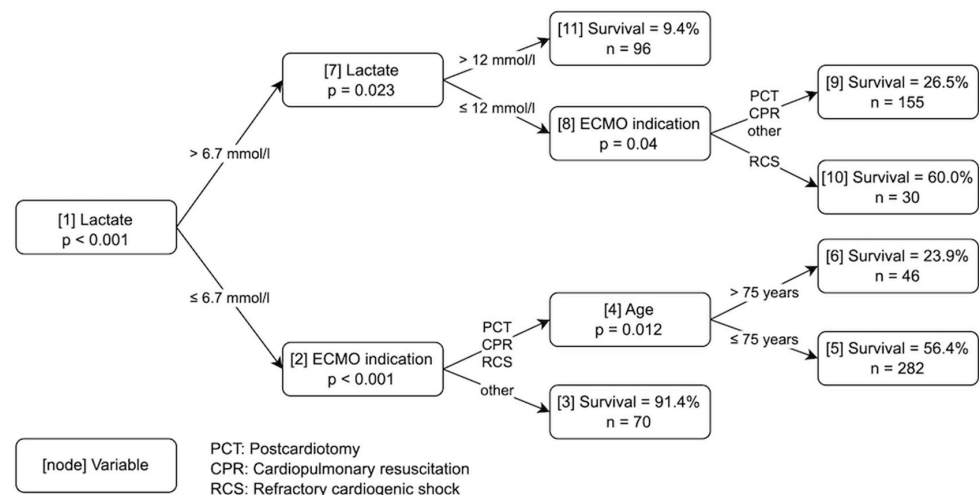 [11] Survival = 9.4%
n = 96
[7] Lactate
p = 0.023
> 12 mmol/l
≤ 12 mmol/l
[9] Survival = 26.5%
n = 155
PCT
CPR
other
[8] ECMO indication
p = 0.04
> 6.7 mmol/l
RCS
[10] Survival = 60.0%
n = 30
[1] Lactate
p < 0.001
[6] Survival = 23.9%
n = 46
≤ 6.7 mmol/l
> 75 years
[4] Age
p = 0.012
PCT
CPR
RCS
≤ 75 years
[2] ECMO indication
p < 0.001
[5] Survival = 56.4%
n = 282
other
[3] Survival = 91.4%
n = 70
[node] Variable
PCT: Postcardiotomy
CPR: Cardiopulmonary resuscitation
RCS: Refractory cardiogenic shock